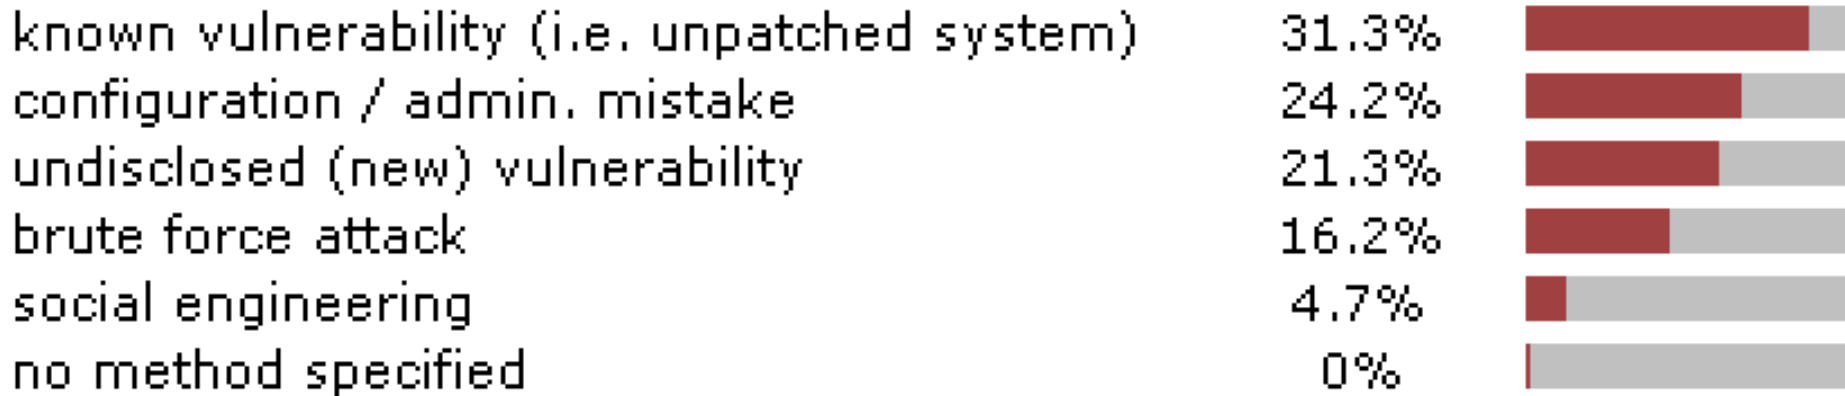 known vulnerability (i.e. unpatched system) 31.3%
configuration / admin. mistake 24.2%
undisclosed (new) vulnerability 21.3%
brute force attack 16.2%
social engineering 4.7%
no method specified 0%